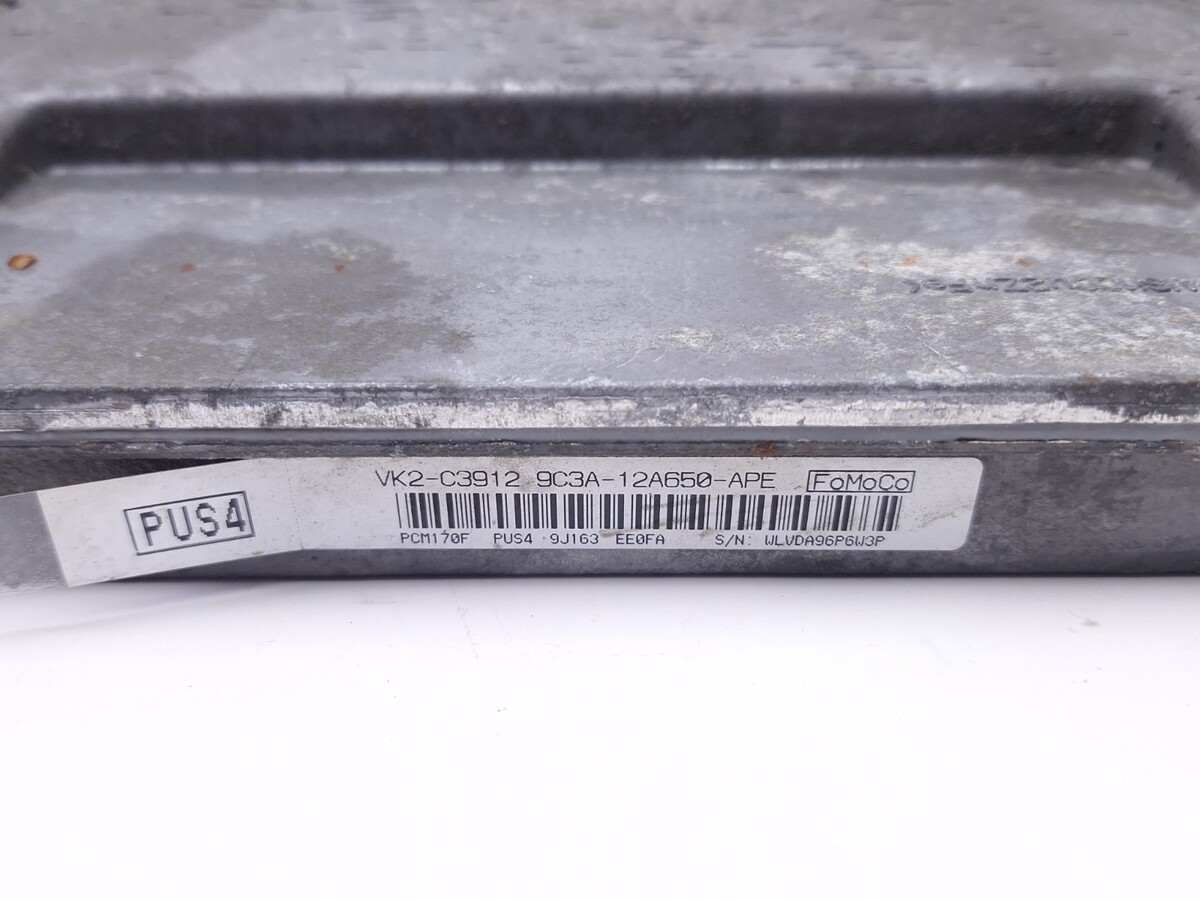 VK2-C3912 9C3A-12A650-APE FoMoCo
PUS4
PCM170F PUS4 9J163 EE0FA S/N: WLVDA96P6W3P